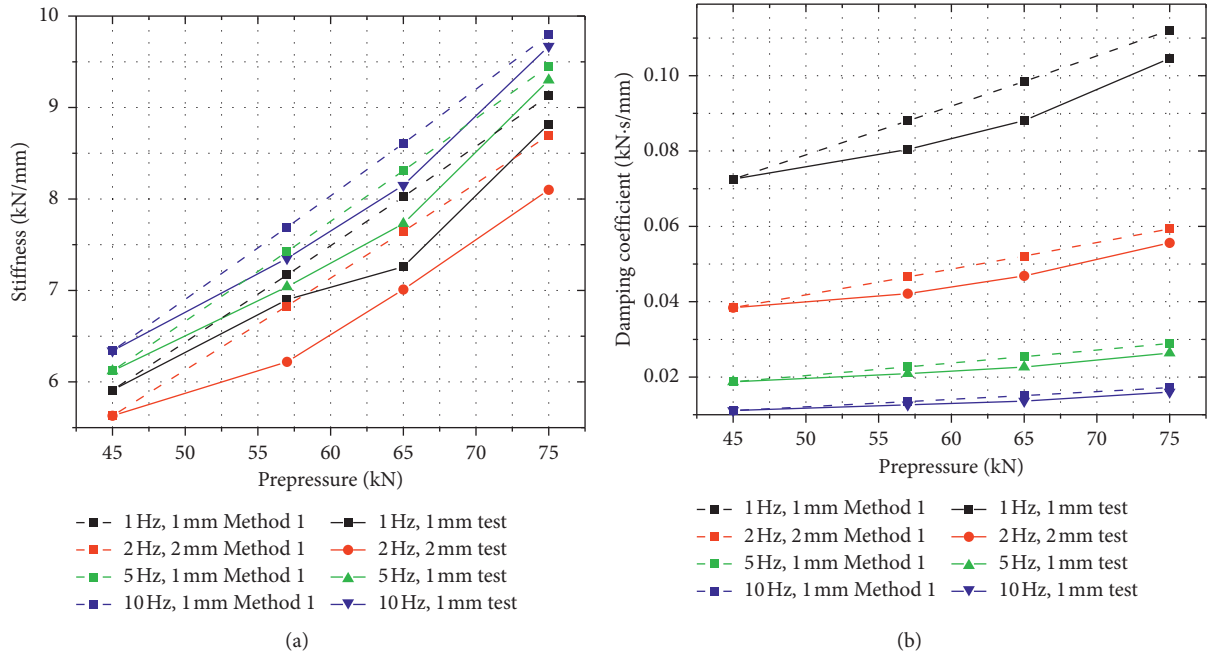 10
9
8
7
6
Stiffness (kN/mm)
45 50 55 60 65 70 75
Prepressure (kN)
1 Hz, 1 mm Method 1
2 Hz, 2 mm Method 1
5 Hz, 1 mm Method 1
10 Hz, 1 mm Method 1
1 Hz, 1 mm test
2 Hz, 2 mm test
5 Hz, 1 mm test
10 Hz, 1 mm test
(a)
0.10
0.08
0.06
0.04
0.02
Damping coefficient (kN·s/mm)
45 50 55 60 65 70 75
Prepressure (kN)
1 Hz, 1 mm Method 1
2 Hz, 2 mm Method 1
5 Hz, 1 mm Method 1
10 Hz, 1 mm Method 1
1 Hz, 1 mm test
2 Hz, 2 mm test
5 Hz, 1 mm test
10 Hz, 1 mm test
(b)